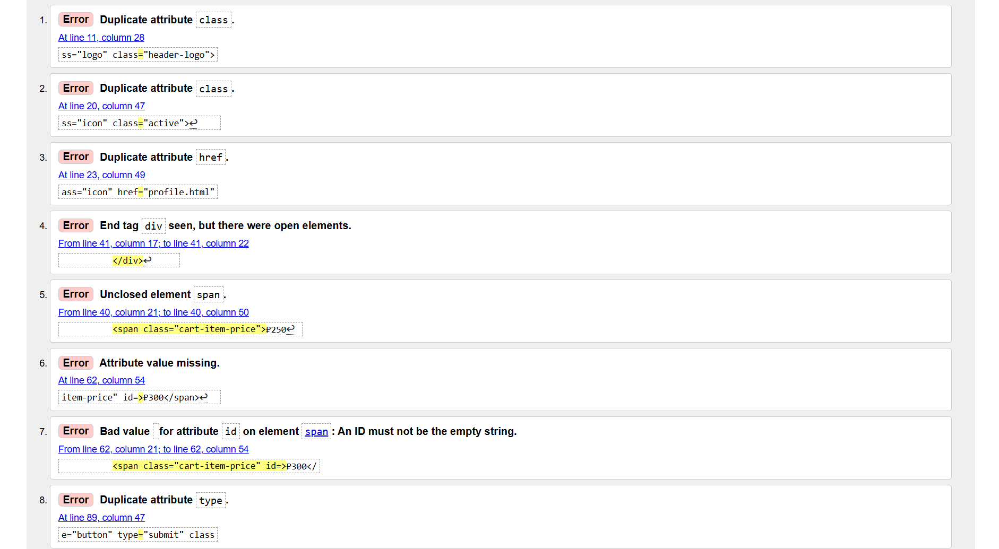 1. Error Duplicate attribute class.
At line 11, column 28
ss="logo" class="header-logo">
2. Error Duplicate attribute class.
At line 20, column 47
ss="icon" class="active">↩
3. Error Duplicate attribute href.
At line 23, column 49
ass="icon" href="profile.html"
4. Error End tag div seen, but there were open elements.
From line 41, column 17; to line 41, column 22
</div>↩
5. Error Unclosed element span.
From line 40, column 21; to line 40, column 50
<span class="cart-item-price">₽250↩
6. Error Attribute value missing.
At line 62, column 54
item-price" id=>₽300</span>↩
7. Error Bad value for attribute id on element span: An ID must not be the empty string.
From line 62, column 21; to line 62, column 54
<span class="cart-item-price" id=>₽300</
8. Error Duplicate attribute type.
At line 89, column 47
e="button" type="submit" class